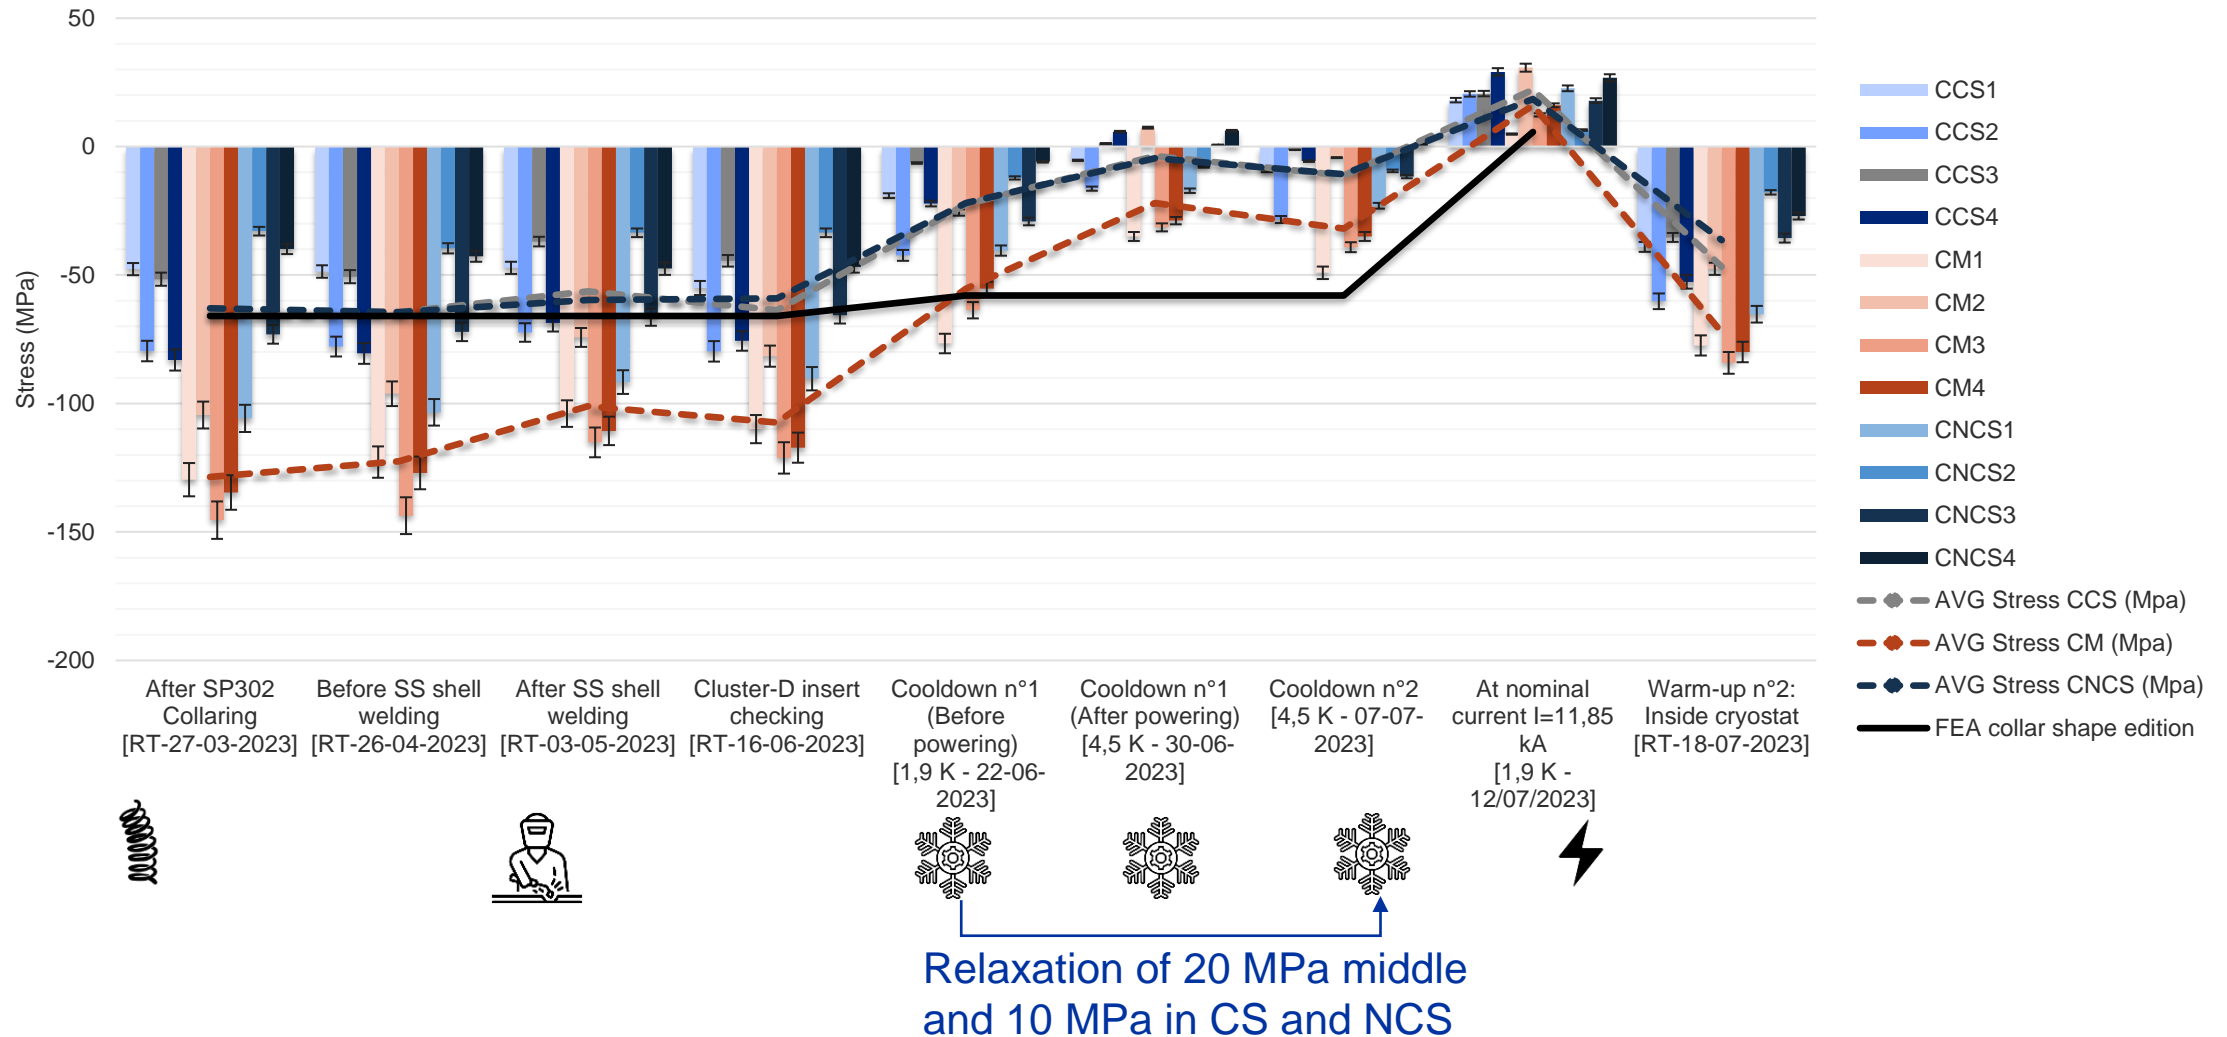 50
0
-50
-100
-150
-200
Stress (MPa)
After SP302
Collaring
[RT-27-03-2023]
Before SS shell
welding
[RT-26-04-2023]
After SS shell
welding
[RT-03-05-2023]
Cluster-D insert
checking
[RT-16-06-2023]
Cooldown n°1
(Before
powering)
[1,9 K - 22-06-
2023]
Cooldown n°1
(After powering)
[4,5 K - 30-06-
2023]
Cooldown n°2
[4,5 K - 07-07-
2023]
At nominal
current I=11,85
kA
[1,9 K -
12/07/2023]
Warm-up n°2:
Inside cryostat
[RT-18-07-2023]
CCS1
CCS2
CCS3
CCS4
CM1
CM2
CM3
CM4
CNCS1
CNCS2
CNCS3
CNCS4
AVG Stress CCS (Mpa)
AVG Stress CM (Mpa)
AVG Stress CNCS (Mpa)
FEA collar shape edition
Relaxation of 20 MPa middle
and 10 MPa in CS and NCS